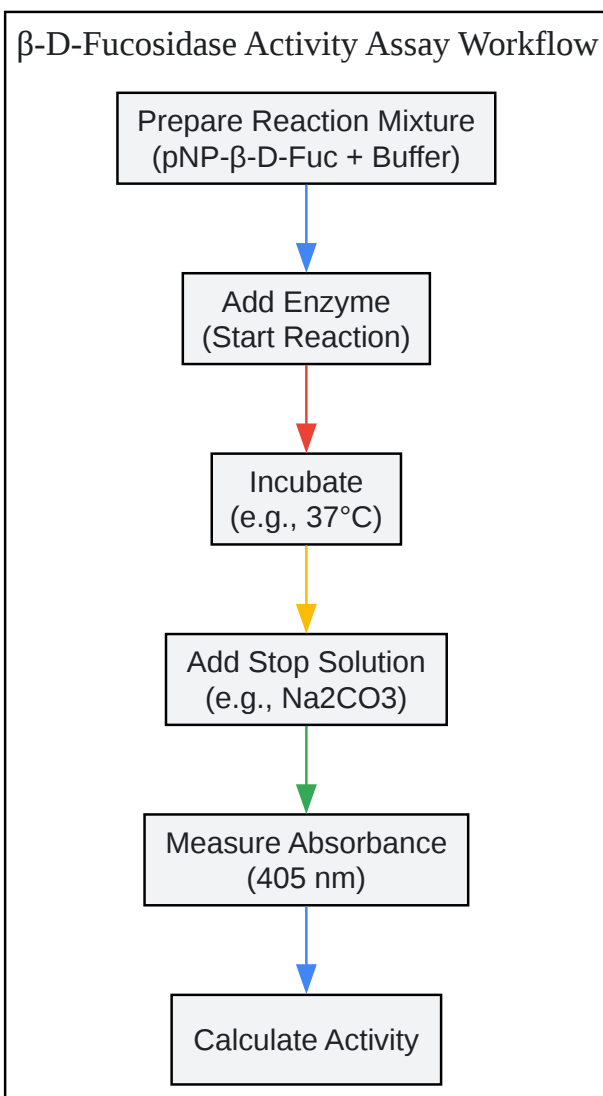 β-D-Fucosidase Activity Assay Workflow
Prepare Reaction Mixture
(pNP-β-D-Fuc + Buffer)
Add Enzyme
(Start Reaction)
Incubate
(e.g., 37°C)
Add Stop Solution
(e.g., Na2CO3)
Measure Absorbance
(405 nm)
Calculate Activity